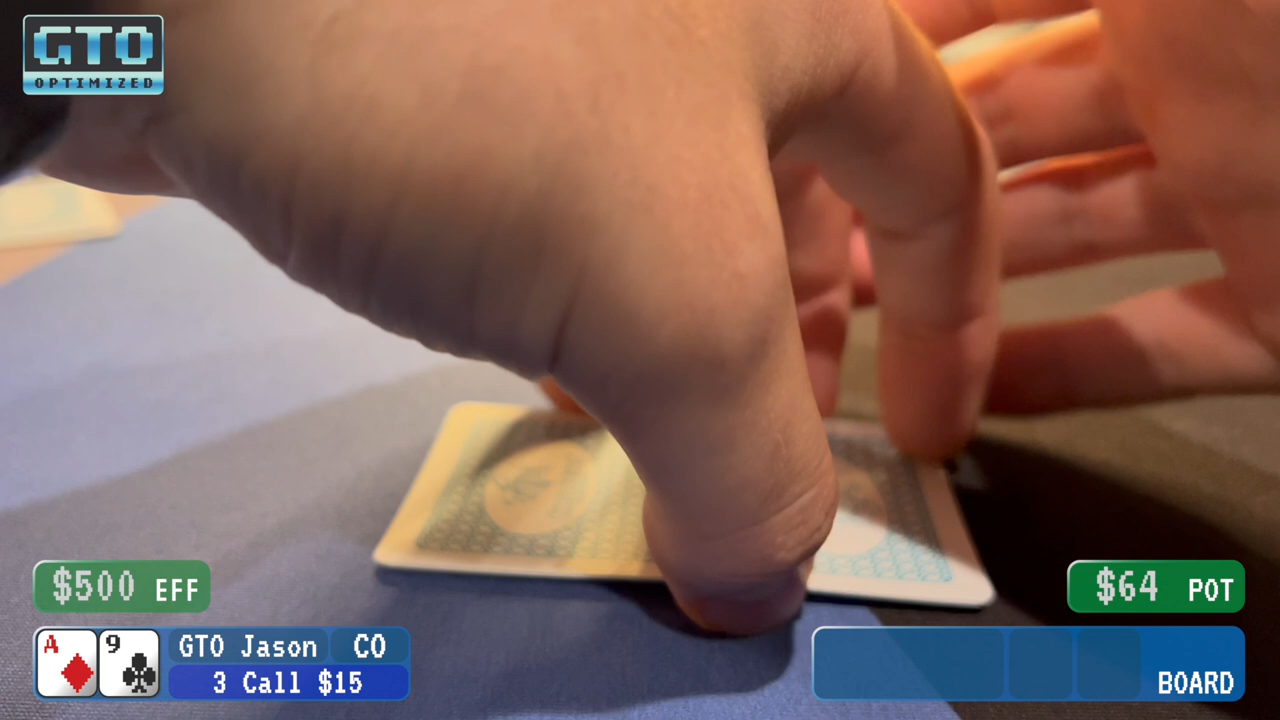 GTO
OPTIMIZED
$500 EFF
$64 POT
A 9 GTO Jason CO
3 Call $15
BOARD